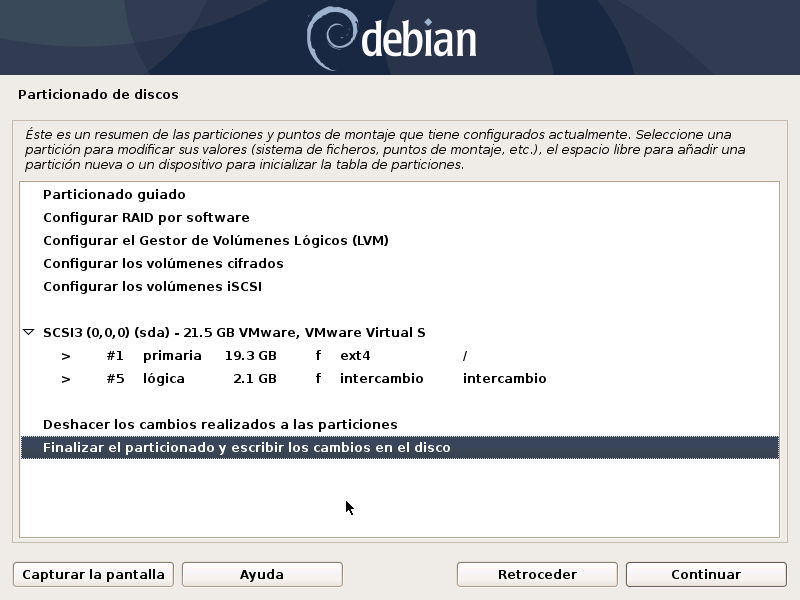 debian
Particionado de discos
Éste es un resumen de las particiones y puntos de montaje que tiene configurados actualmente. Seleccione una
partición para modificar sus valores (sistema de ficheros, puntos de montaje, etc.), el espacio libre para añadir una
partición nueva o un dispositivo para inicializar la tabla de particiones.
Particionado guiado
Configurar RAID por software
Configurar el Gestor de Volúmenes Lógicos (LVM)
Configurar los volúmenes cifrados
Configurar los volúmenes iSCSI
SCSI3 (0,0,0) (sda) - 21.5 GB VMware, VMware Virtual S
> #1 primaria 19.3 GB f ext4 /
> #5 lógica 2.1 GB f intercambio intercambio
Deshacer los cambios realizados a las particiones
Finalizar el particionado y escribir los cambios en el disco
Capturar la pantalla Ayuda Retroceder Continuar